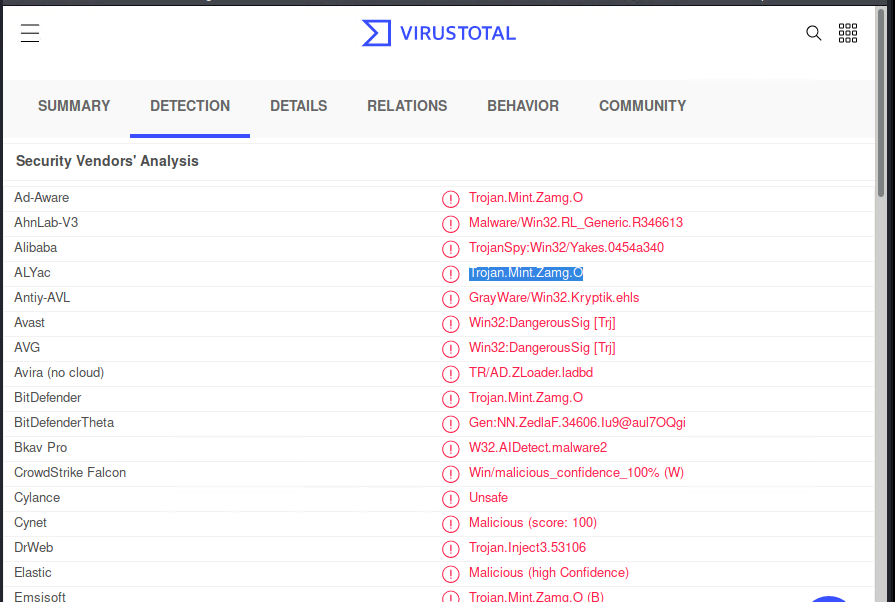 VIRUSTOTAL
SUMMARY DETECTION DETAILS RELATIONS BEHAVIOR COMMUNITY
Security Vendors' Analysis
Ad-Aware Trojan.Mint.Zamg.O
AhnLab-V3 Malware/Win32.RL_Generic.R346613
Alibaba TrojanSpy:Win32/Yakes.0454a340
ALYac Trojan.Mint.Zamg.O
Antiy-AVL GrayWare/Win32.Kryptik.ehls
Avast Win32:DangerousSig [Trj]
AVG Win32:DangerousSig [Trj]
Avira (no cloud) TR/AD.ZLoader.ladbd
BitDefender Trojan.Mint.Zamg.O
BitDefenderTheta Gen:NN.ZedlaF.34606.Iu9@aul7OQgi
Bkav Pro W32.AIDetect.malware2
CrowdStrike Falcon Win/malicious_confidence_100% (W)
Cylance Unsafe
Cynet Malicious (score: 100)
DrWeb Trojan.Inject3.53106
Elastic Malicious (high Confidence)
Emsisoft Trojan.Mint.Zamg.O (B)